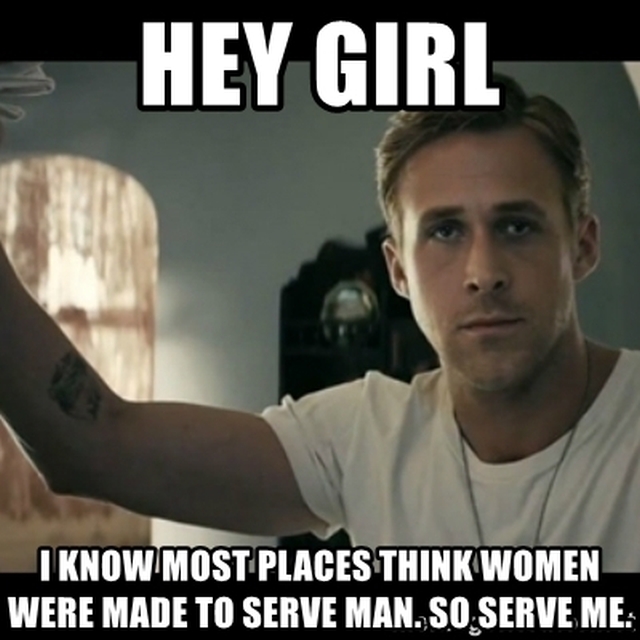 HEY GIRL
I KNOW MOST PLACES THINK WOMEN
WERE MADE TO SERVE MAN. SO SERVE ME.